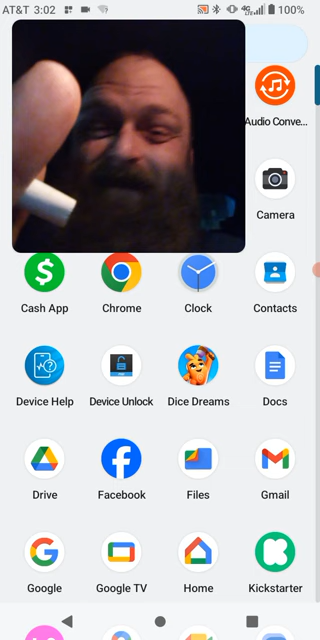 AT&T 3:02 4G 100%
Audio Conve...
Camera
Cash App Chrome Clock Contacts
Device Help Device Unlock Dice Dreams Docs
Drive Facebook Files Gmail
Google Google TV Home Kickstarter